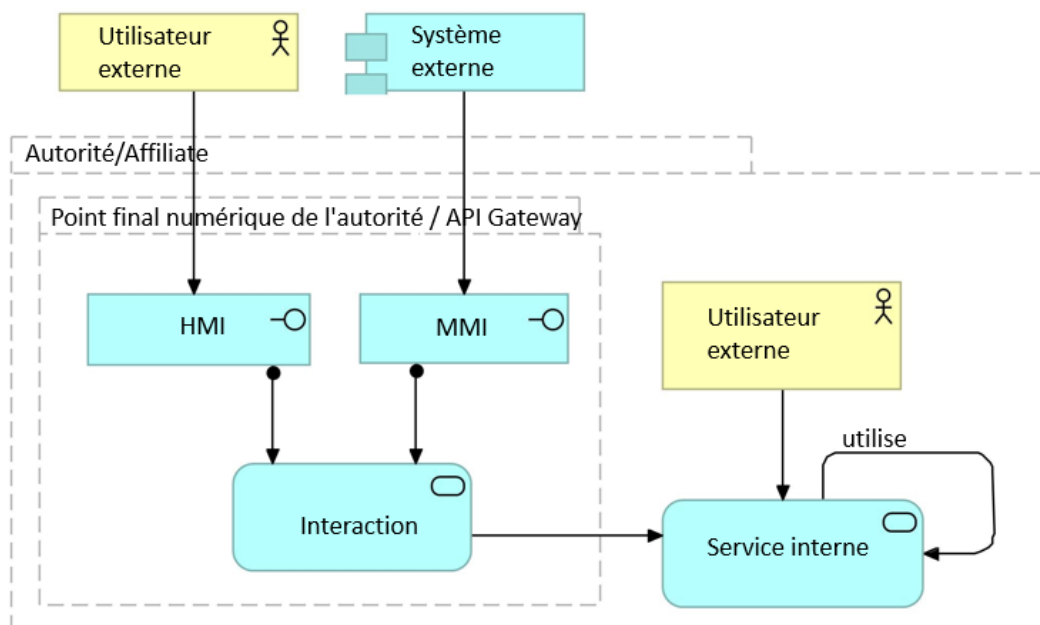 Utilisateur
externe
Système
externe
Autorité/Affiliate
Point final numérique de l'autorité / API Gateway
HMI
MMI
Utilisateur
externe
utilise
Interaction
Service interne